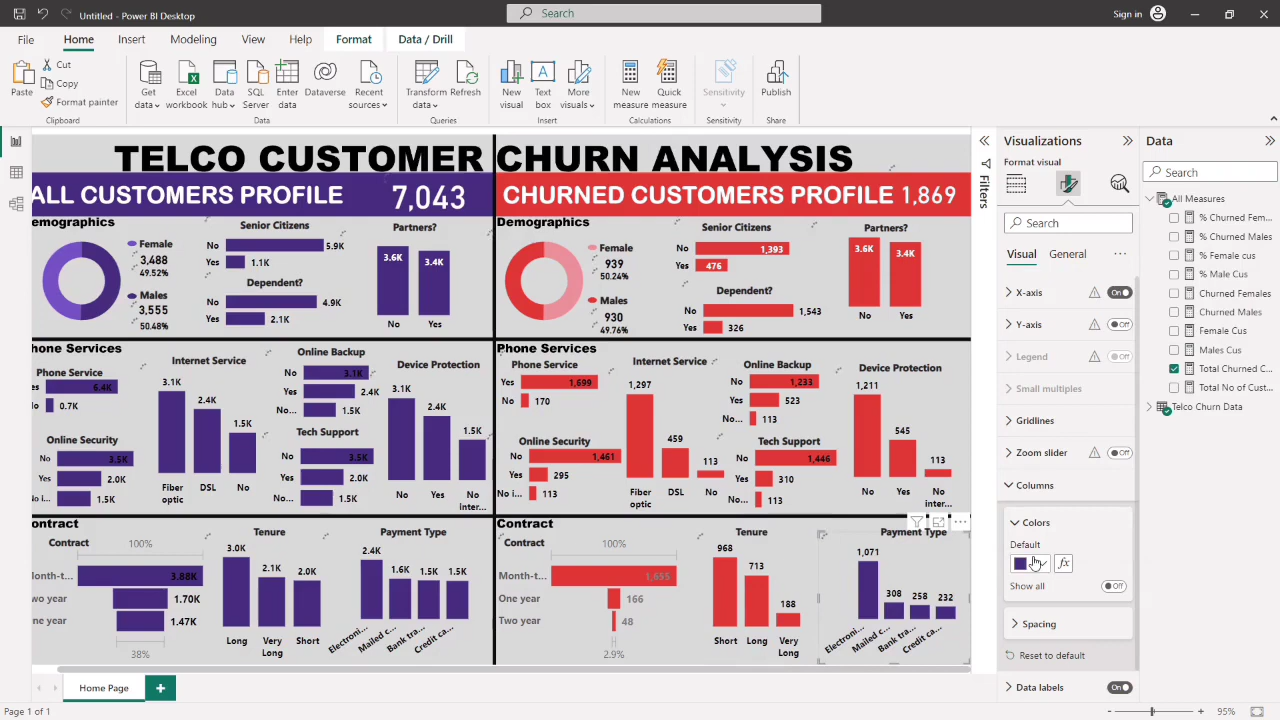 Untitled - Power BI Desktop
Search
Sign in
File
Home
Insert
Modeling
View
Help
Format
Data / Drill
Paste
Cut
Copy
Format painter
Clipboard
Get data
Excel workbook
Data hub
SQL Server
Enter data
Dataverse
Recent sources
Data
Transform data
Refresh
Queries
New visual
Text box
More visuals
Insert
New measure
Quick measure
Calculations
Sensitivity
Sensitivity
Publish
Share
TELCO CUSTOMER CHURN ANALYSIS
ALL CUSTOMERS PROFILE 7,043
CHURNED CUSTOMERS PROFILE 1,869
emographics
Female
3,488
49.52%
Males
3,555
50.48%
Senior Citizens
No 5.9K
Yes 1.1K
Dependent?
No 4.9K
Yes 2.1K
Partners?
3.6K 3.4K
No Yes
Demographics
Female
939
50.24%
Males
930
49.76%
Senior Citizens
No 1,393
Yes 476
Dependent?
No 1,543
Yes 326
Partners?
3.6K 3.4K
No Yes
hone Services
Phone Service
es 6.4K
No 0.7K
Online Security
No 3.5K
Yes 2.0K
No i... 1.5K
Internet Service
3.1K 2.4K 1.5K
Fiber optic DSL No
Online Backup
No 3.1K
Yes 2.4K
No... 1.5K
Tech Support
No 3.5K
Yes 2.0K
No... 1.5K
Device Protection
3.1K 2.4K 1.5K
No Yes No inter...
Phone Services
Phone Service
Yes 1,699
No 170
Online Security
No 1,461
Yes 295
No i... 113
Internet Service
1,297 459 113
Fiber optic DSL No
Online Backup
No 1,233
Yes 523
No... 113
Tech Support
No 1,446
Yes 310
No... 113
Device Protection
1,211 545 113
No Yes No inter...
ontract
Contract
100%
Month-t... 3.88K
wo year 1.70K
One year 1.47K
38%
Tenure
3.0K 2.1K 2.0K
Long Very Long Short
Payment Type
2.4K 1.6K 1.5K 1.5K
Electroni... Mailed c... Bank tra... Credit ca...
Contract
Contract
100%
Month-t... 1,655
One year 166
Two year 48
2.9%
Tenure
968 713 188
Short Long Very Long
Payment Type
1,071 308 258 232
Electroni... Mailed c... Bank tra... Credit ca...
Filters
Visualizations
Format visual
Search
Visual
General
X-axis On
Y-axis Off
Legend Off
Small multiples
Gridlines
Zoom slider Off
Columns
Colors
Default
fx
Show all Off
Spacing
Reset to default
Data labels On
Data
Search
All Measures
% Churned Fem...
% Churned Males
% Female cus
% Male Cus
Churned Females
Churned Males
Female Cus
Males Cus
Total Churned C...
Total No of Cust...
Telco Churn Data
Home Page
Page 1 of 1
95%